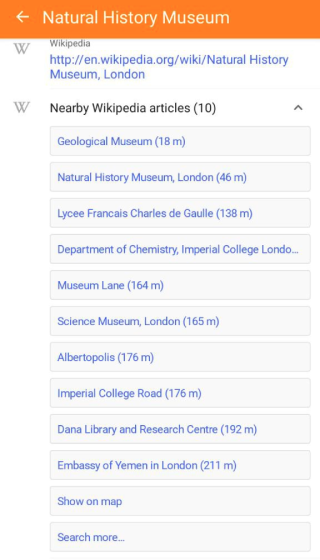 Natural History Museum
Wikipedia
http://en.wikipedia.org/wiki/Natural History
Museum, London
Nearby Wikipedia articles (10)
Geological Museum (18 m)
Natural History Museum, London (46 m)
Lycee Francais Charles de Gaulle (138 m)
Department of Chemistry, Imperial College Londo...
Museum Lane (164 m)
Science Museum, London (165 m)
Albertopolis (176 m)
Imperial College Road (176 m)
Dana Library and Research Centre (192 m)
Embassy of Yemen in London (211 m)
Show on map
Search more...